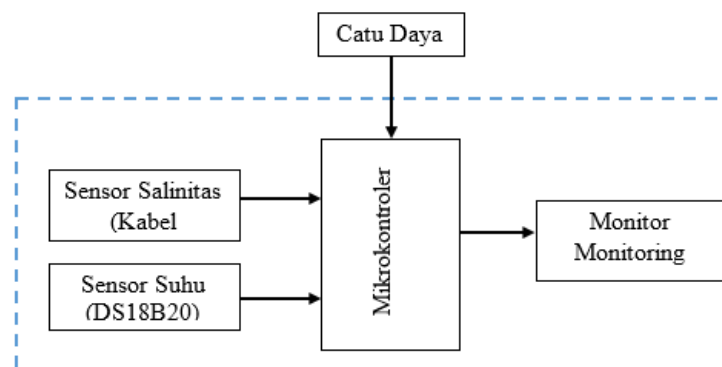 Catu Daya
Sensor Salinitas
(Kabel
Mikrokontroler
Monitor
Monitoring
Sensor Suhu
(DS18B20)